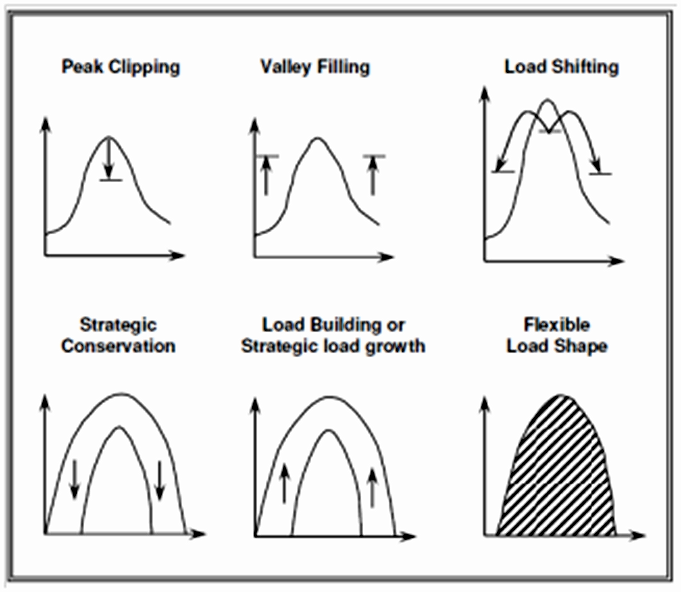 Peak Clipping
Valley Filling
Load Shifting
Strategic
Conservation
Load Building or
Strategic load growth
Flexible
Load Shape